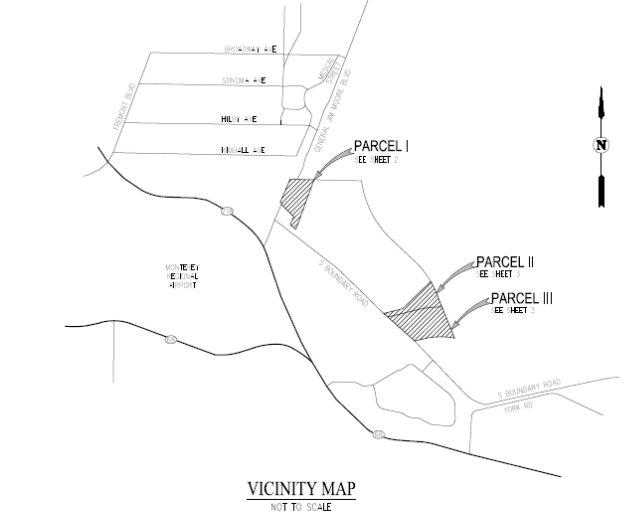 BROADWAY AVE
MESCAL
STREET
SONOMA AVE
FREMONT BLVD
HILBY AVE
GENERAL JIM MOORE BLVD
KIMBALL AVE
PARCEL I
SEE SHEET 2
N
MONTEREY
REGIONAL
AIRPORT
S BOUNDARY ROAD
PARCEL II
SEE SHEET 3
PARCEL III
SEE SHEET 3
S BOUNDARY ROAD
YORK RD
VICINITY MAP
NOT TO SCALE